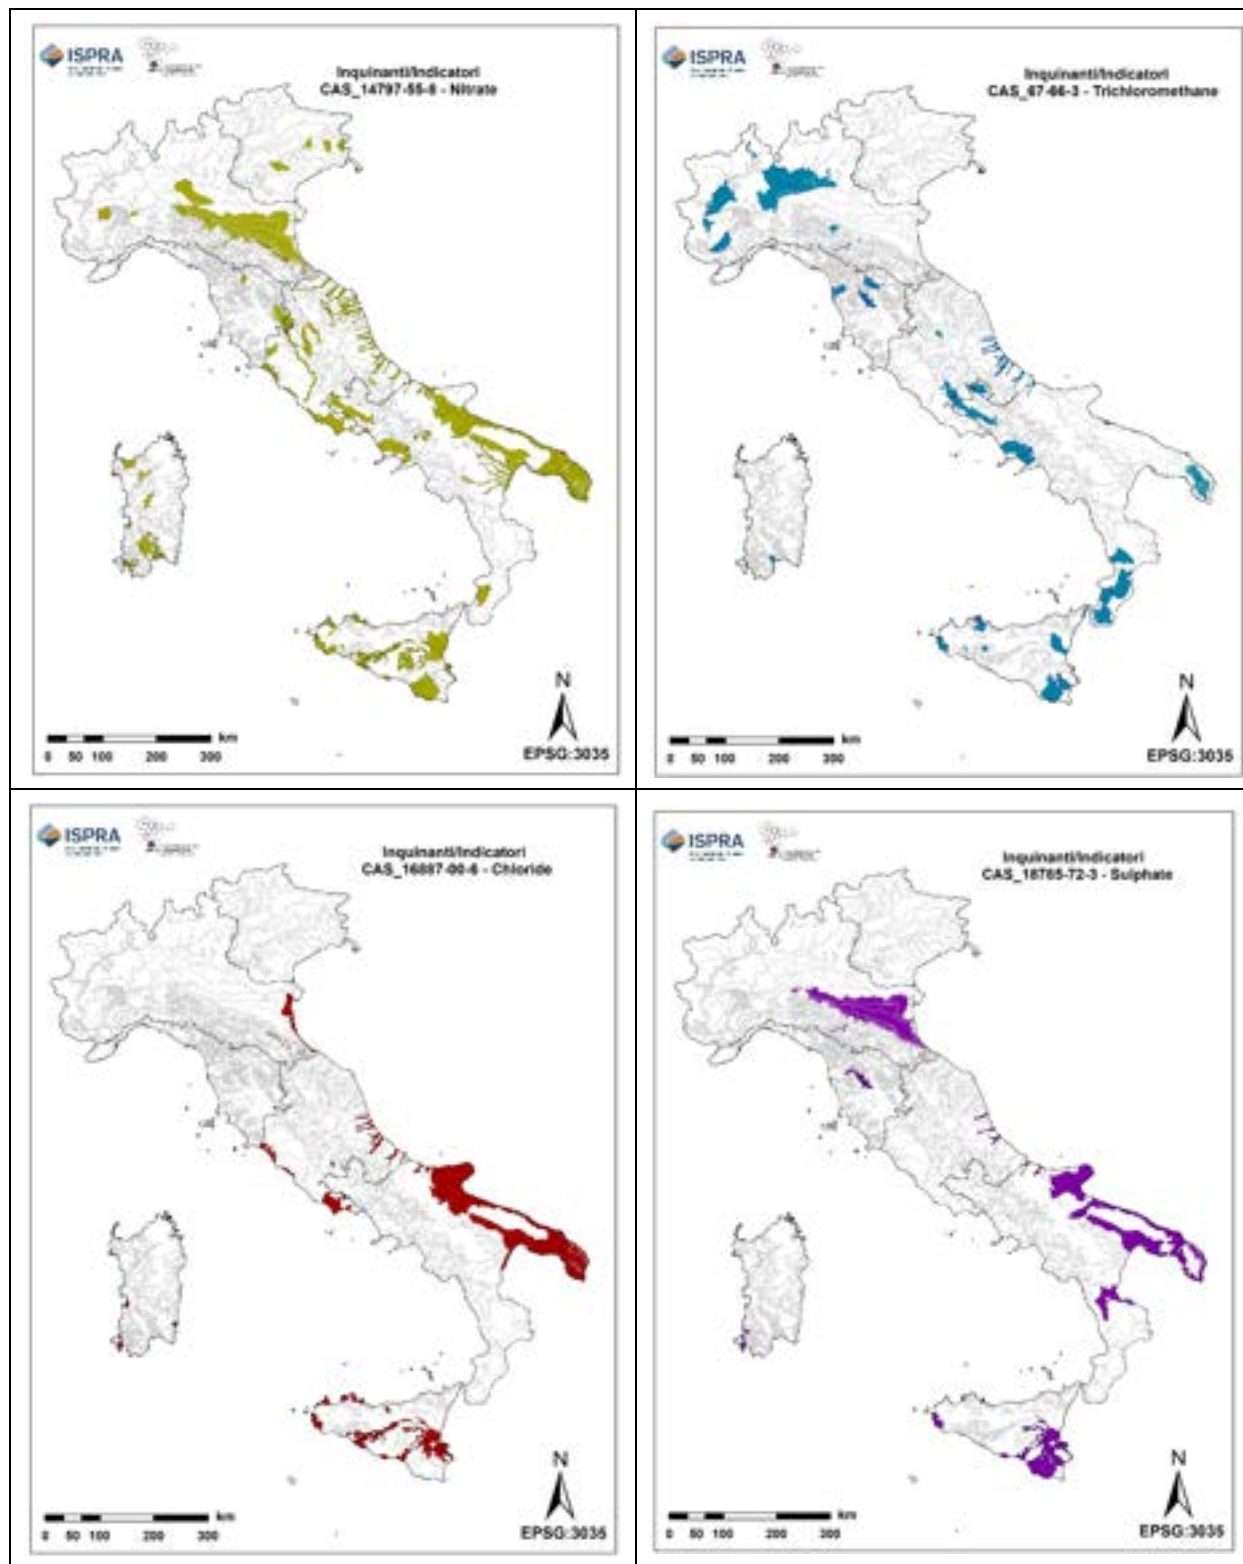 ISPRA
Inquinanti/Indicatori
CAS_14797-55-8 - Nitrate
N
km
0 50 100 200 300
EPSG:3035
ISPRA
Inquinanti/Indicatori
CAS_67-66-3 - Trichloromethane
N
km
0 50 100 200 300
EPSG:3035
ISPRA
Inquinanti/Indicatori
CAS_16887-00-6 - Chloride
N
km
0 50 100 200 300
EPSG:3035
ISPRA
Inquinanti/Indicatori
CAS_18785-72-3 - Sulphate
N
km
0 50 100 200 300
EPSG:3035